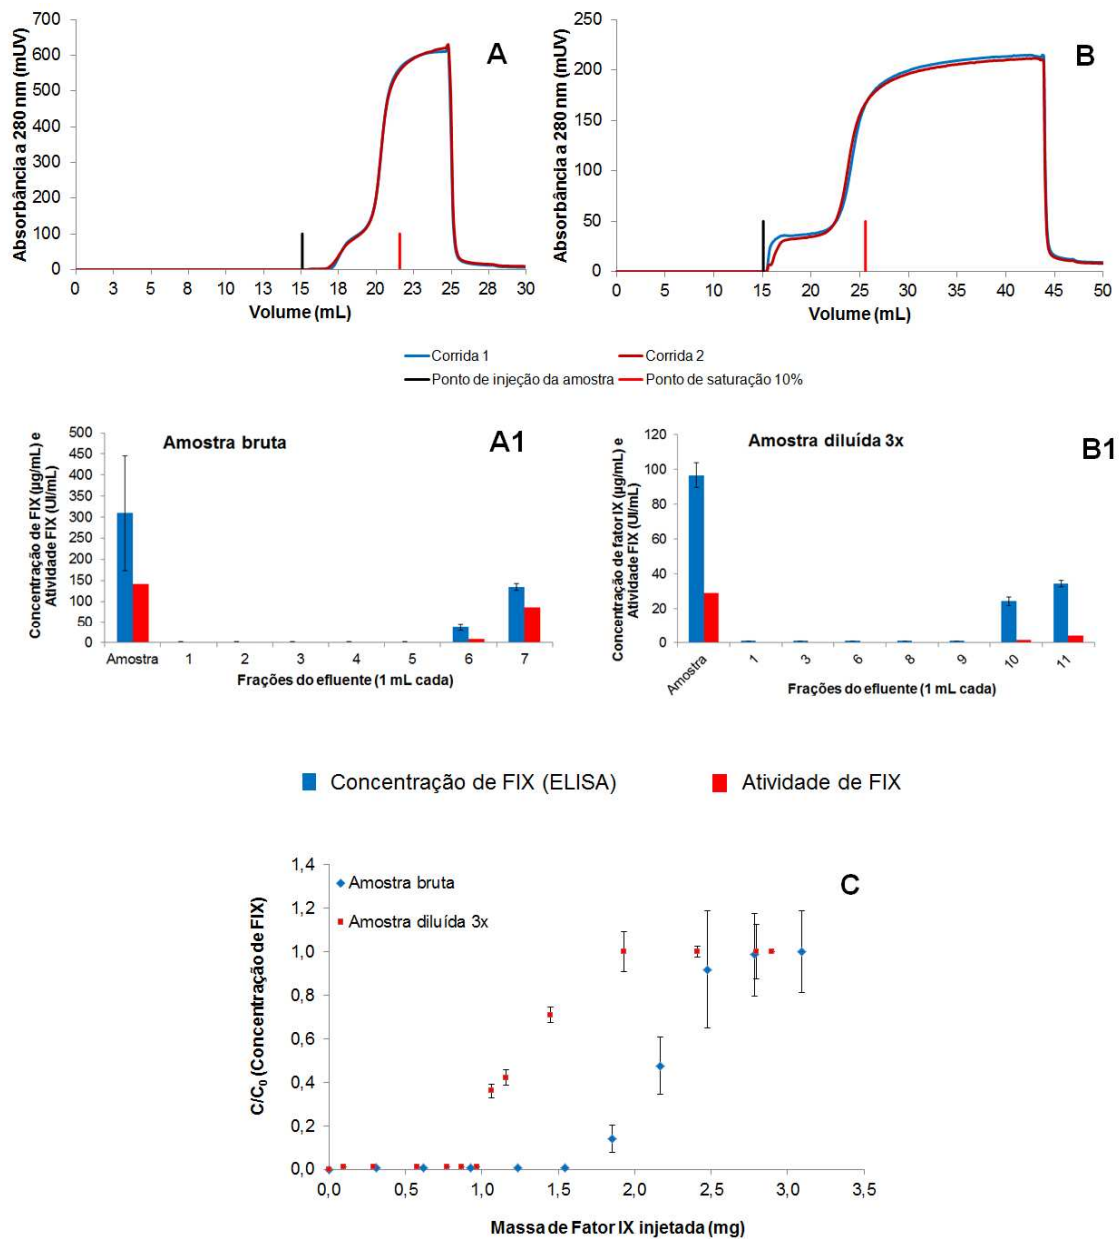 A
Absorbância a 280 nm (mUV)
700
600
500
400
300
200
100
0
0 3 5 8 10 13 15 18 20 23 25 28 30
Volume (mL)
B
Absorbância a 280 nm (mUV)
250
200
150
100
50
0
0 5 10 15 20 25 30 35 40 45 50
Volume (mL)
Corrida 1
Corrida 2
Ponto de injeção da amostra
Ponto de saturação 10%
Amostra bruta
A1
Concentração de FIX (µg/mL) e
Atividade FIX (UI/mL)
500
450
400
350
300
250
200
150
100
50
0
Amostra 1 2 3 4 5 6 7
Frações do efluente (1 mL cada)
Amostra diluída 3x
B1
Concentração de fator IX (µg/mL) e
Atividade FIX (UI/mL)
120
100
80
60
40
20
0
Amostra 1 3 6 8 9 10 11
Frações do efluente (1 mL cada)
Concentração de FIX (ELISA)
Atividade de FIX
C
Amostra bruta
Amostra diluída 3x
C/C0 (Concentração de FIX)
1,4
1,2
1,0
0,8
0,6
0,4
0,2
0,0
0,0 0,5 1,0 1,5 2,0 2,5 3,0 3,5
Massa de Fator IX injetada (mg)